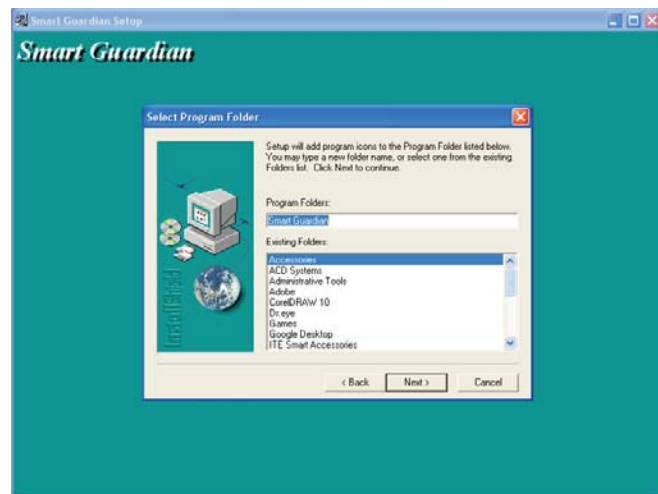 Smart Guardian Setup
Smart Guardian
Select Program Folder
Setup will add program icons to the Program Folder listed below.
You may type a new folder name, or select one from the existing
Folders list. Click Next to continue.
Program Folders:
Smart Guardian
Existing Folders:
Accessories
ACD Systems
Administrative Tools
Adobe
CorelDRAW 10
Dr.eye
Games
Google Desktop
ITE Smart Accessories
InstallShield
< Back
Next >
Cancel